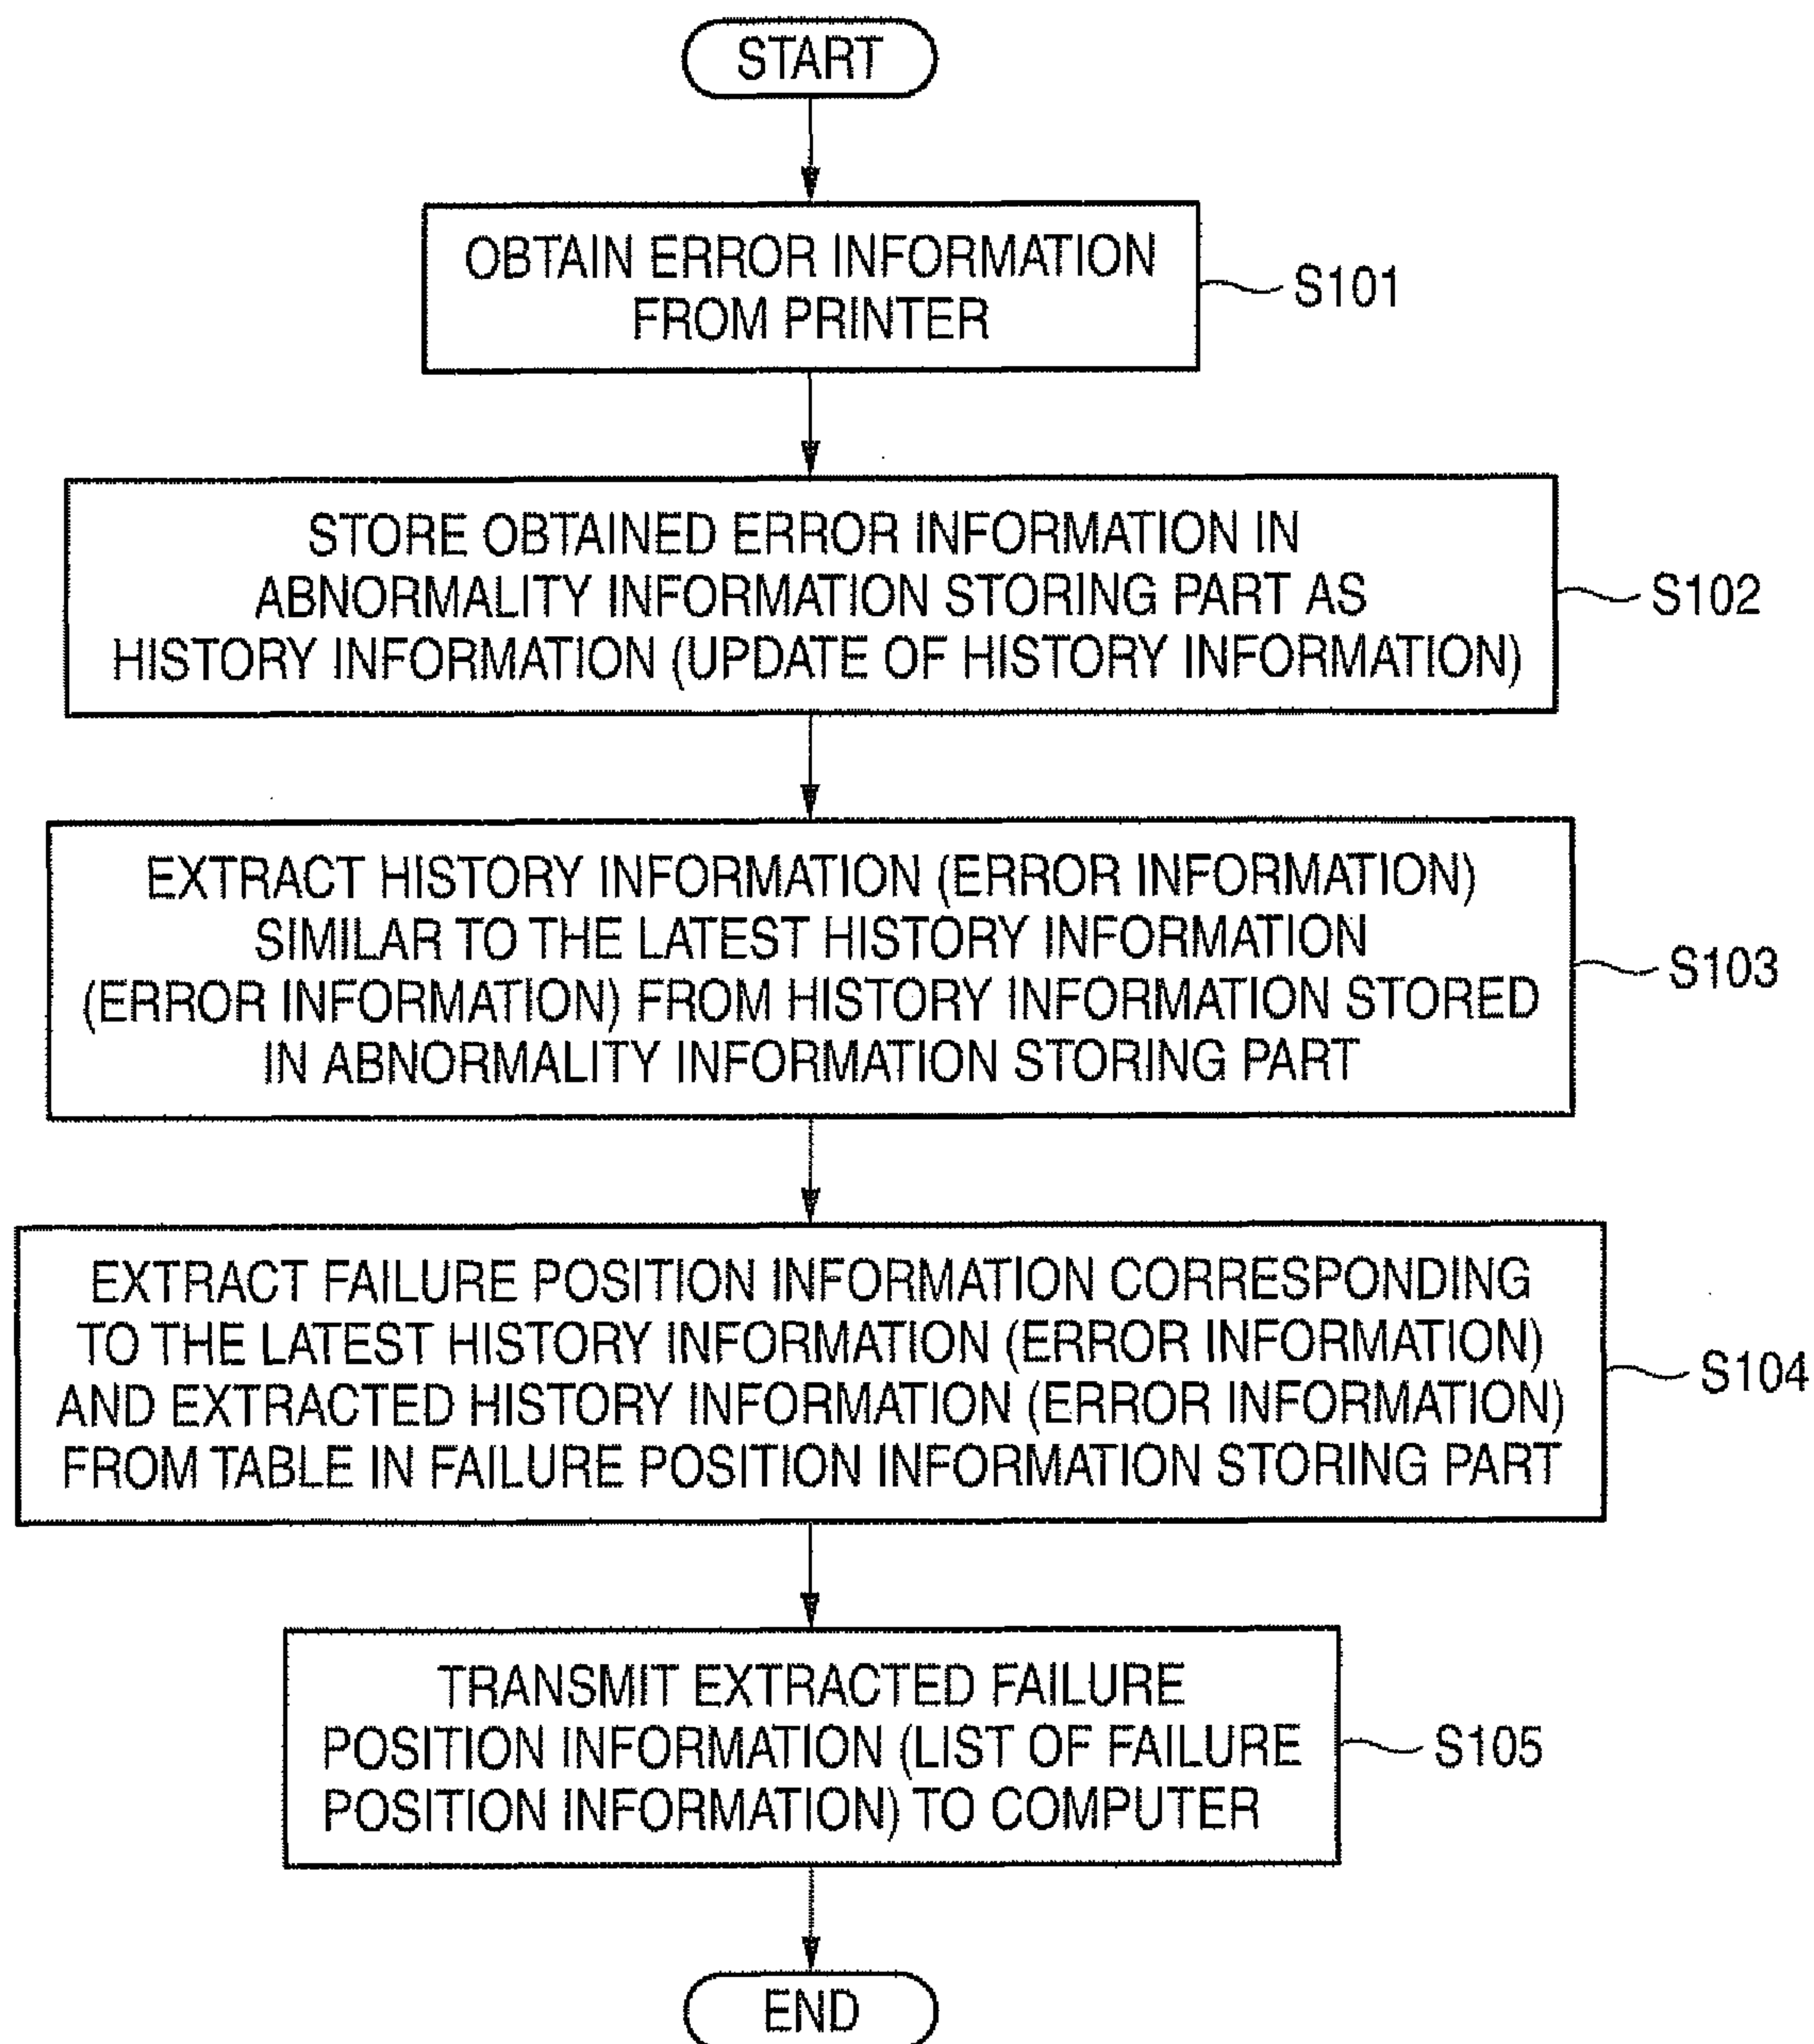 START
OBTAIN ERROR INFORMATION
FROM PRINTER
S101
STORE OBTAINED ERROR INFORMATION IN
ABNORMALITY INFORMATION STORING PART AS
HISTORY INFORMATION (UPDATE OF HISTORY INFORMATION)
S102
EXTRACT HISTORY INFORMATION (ERROR INFORMATION)
SIMILAR TO THE LATEST HISTORY INFORMATION
(ERROR INFORMATION) FROM HISTORY INFORMATION STORED
IN ABNORMALITY INFORMATION STORING PART
S103
EXTRACT FAILURE POSITION INFORMATION CORRESPONDING
TO THE LATEST HISTORY INFORMATION (ERROR INFORMATION)
AND EXTRACTED HISTORY INFORMATION (ERROR INFORMATION)
FROM TABLE IN FAILURE POSITION INFORMATION STORING PART
S104
TRANSMIT EXTRACTED FAILURE
POSITION INFORMATION (LIST OF FAILURE
POSITION INFORMATION) TO COMPUTER
S105
END